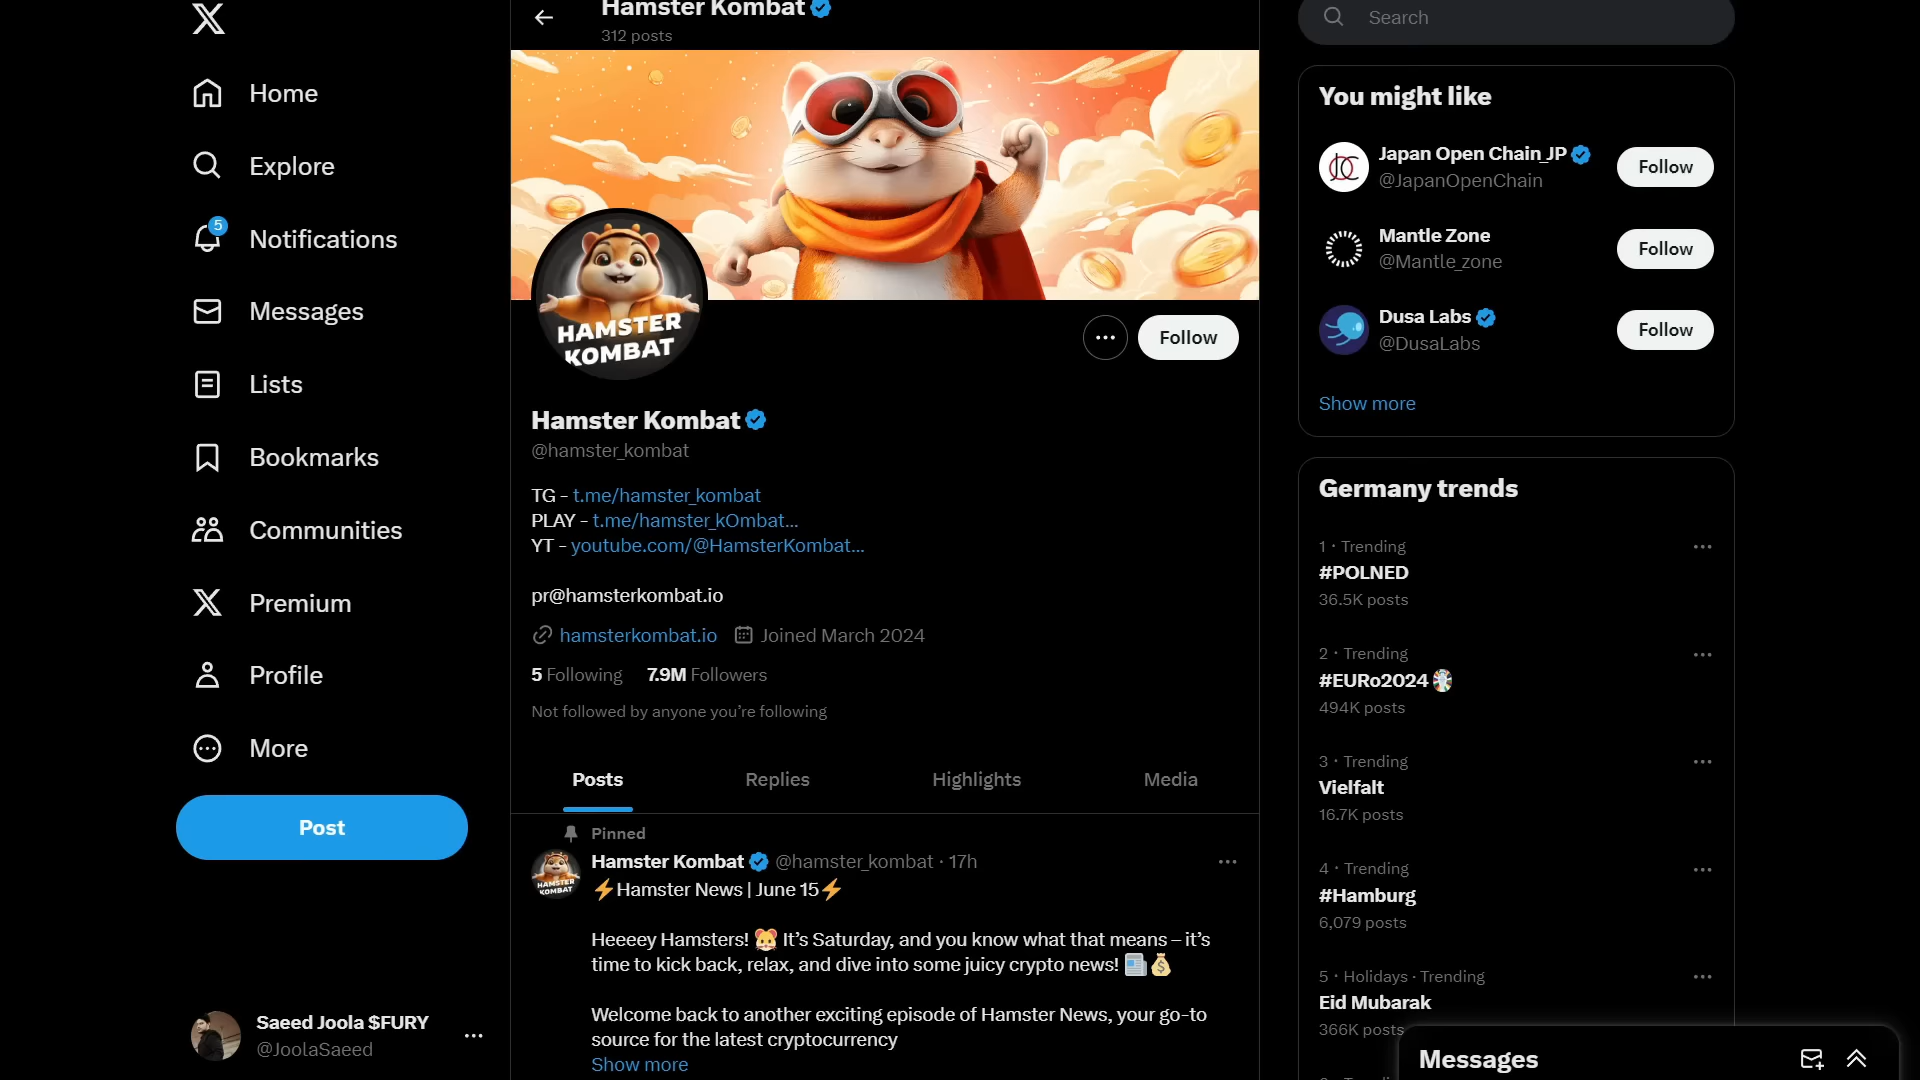 Home
Explore
5
Notifications
Messages
Lists
Bookmarks
Communities
Premium
Profile
More
Post
Saeed Joola $FURY
@JoolaSaeed
Hamster Kombat
312 posts
HAMSTER
KOMBAT
Follow
Hamster Kombat
@hamster_kombat
TG - t.me/hamster_kombat
PLAY - t.me/hamster_kOmbat...
YT - youtube.com/@HamsterKombat...
pr@hamsterkombat.io
hamsterkombat.io Joined March 2024
5 Following 7.9M Followers
Not followed by anyone you’re following
Posts Replies Highlights Media
Pinned
HAMSTER
KOMBAT
Hamster Kombat @hamster_kombat · 17h
⚡Hamster News | June 15⚡
Heeeey Hamsters! 🐹 It’s Saturday, and you know what that means – it’s
time to kick back, relax, and dive into some juicy crypto news! 📰💰
Welcome back to another exciting episode of Hamster News, your go-to
source for the latest cryptocurrency
Show more
Search
You might like
Japan Open Chain_JP
@JapanOpenChain
Follow
Mantle Zone
@Mantle_zone
Follow
Dusa Labs
@DusaLabs
Follow
Show more
Germany trends
1 · Trending
#POLNED
36.5K posts
2 · Trending
#EURo2024
494K posts
3 · Trending
Vielfalt
16.7K posts
4 · Trending
#Hamburg
6,079 posts
5 · Holidays · Trending
Eid Mubarak
366K posts
Messages